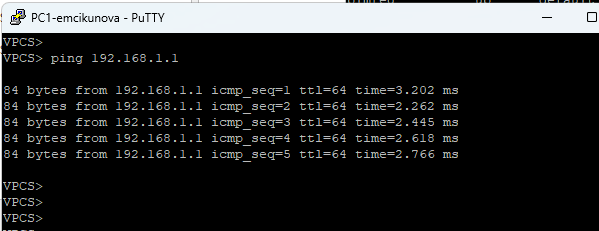 PC1-emcikunova - PuTTY
VPCS>
VPCS> ping 192.168.1.1
84 bytes from 192.168.1.1 icmp_seq=1 ttl=64 time=3.202 ms
84 bytes from 192.168.1.1 icmp_seq=2 ttl=64 time=2.262 ms
84 bytes from 192.168.1.1 icmp_seq=3 ttl=64 time=2.445 ms
84 bytes from 192.168.1.1 icmp_seq=4 ttl=64 time=2.618 ms
84 bytes from 192.168.1.1 icmp_seq=5 ttl=64 time=2.766 ms
VPCS>
VPCS>
VPCS>
VPCS>